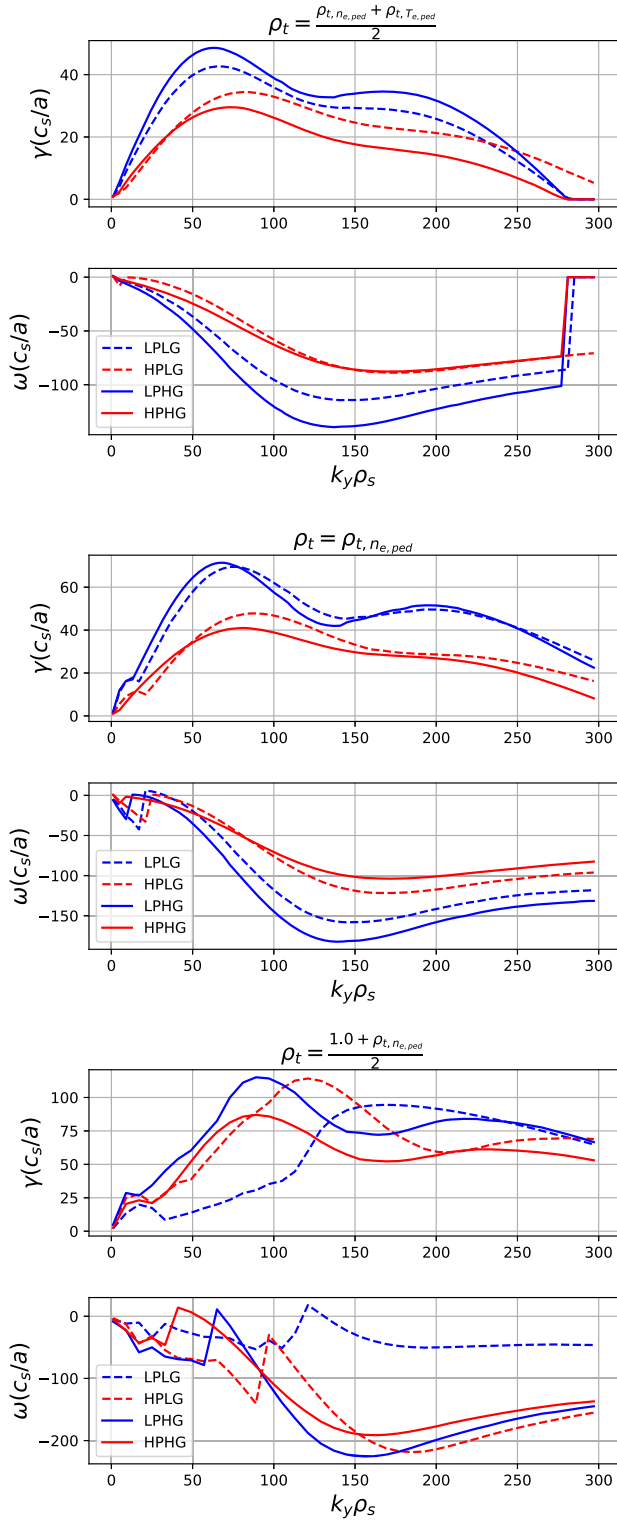 ρ_t = (ρ_{t,n_{e,ped}} + ρ_{t,T_{e,ped}})/2
γ(c_s/a)
40
20
0
0 50 100 150 200 250 300
ω(c_s/a)
0
−50
−100
LPLG
HPLG
LPHG
HPHG
0 50 100 150 200 250 300
k_yρ_s
ρ_t = ρ_{t,n_{e,ped}}
γ(c_s/a)
60
40
20
0
0 50 100 150 200 250 300
ω(c_s/a)
0
−50
−100
−150
LPLG
HPLG
LPHG
HPHG
0 50 100 150 200 250 300
k_yρ_s
ρ_t = (1.0 + ρ_{t,n_{e,ped}})/2
γ(c_s/a)
100
75
50
25
0
0 50 100 150 200 250 300
ω(c_s/a)
0
−100
−200
LPLG
HPLG
LPHG
HPHG
0 50 100 150 200 250 300
k_yρ_s